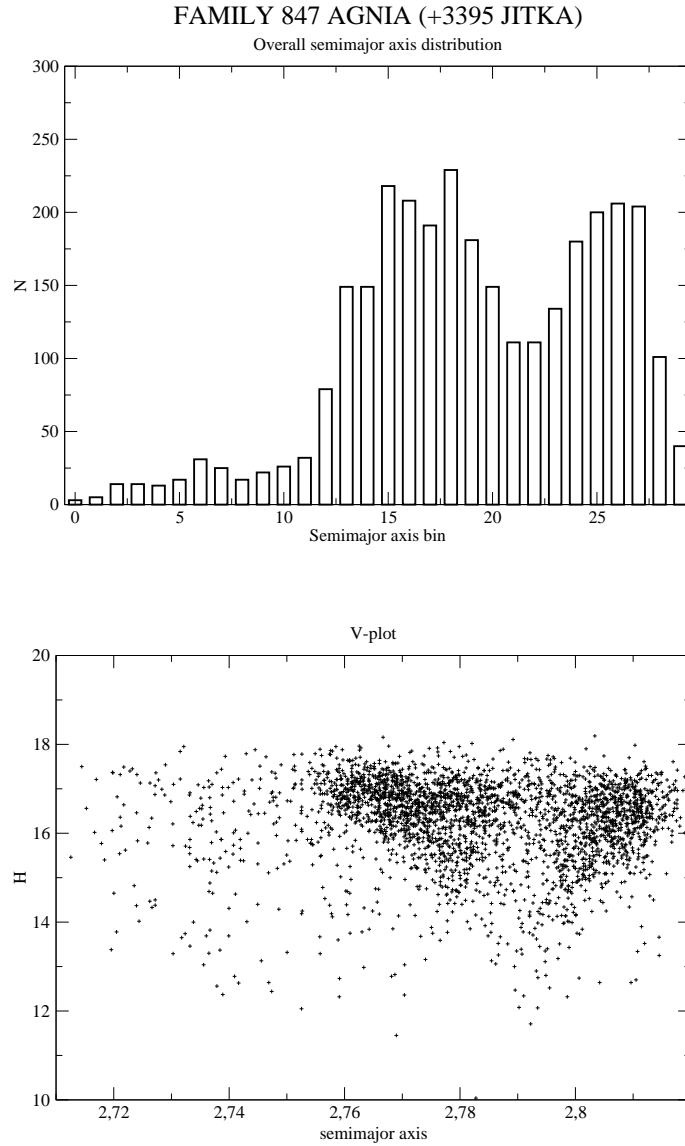 FAMILY 847 AGNIA (+3395 JITKA)
Overall semimajor axis distribution
300
250
200
150
100
50
0
N
0 5 10 15 20 25
Semimajor axis bin
V-plot
20
18
16
14
12
10
H
2,72 2,74 2,76 2,78 2,8
semimajor axis